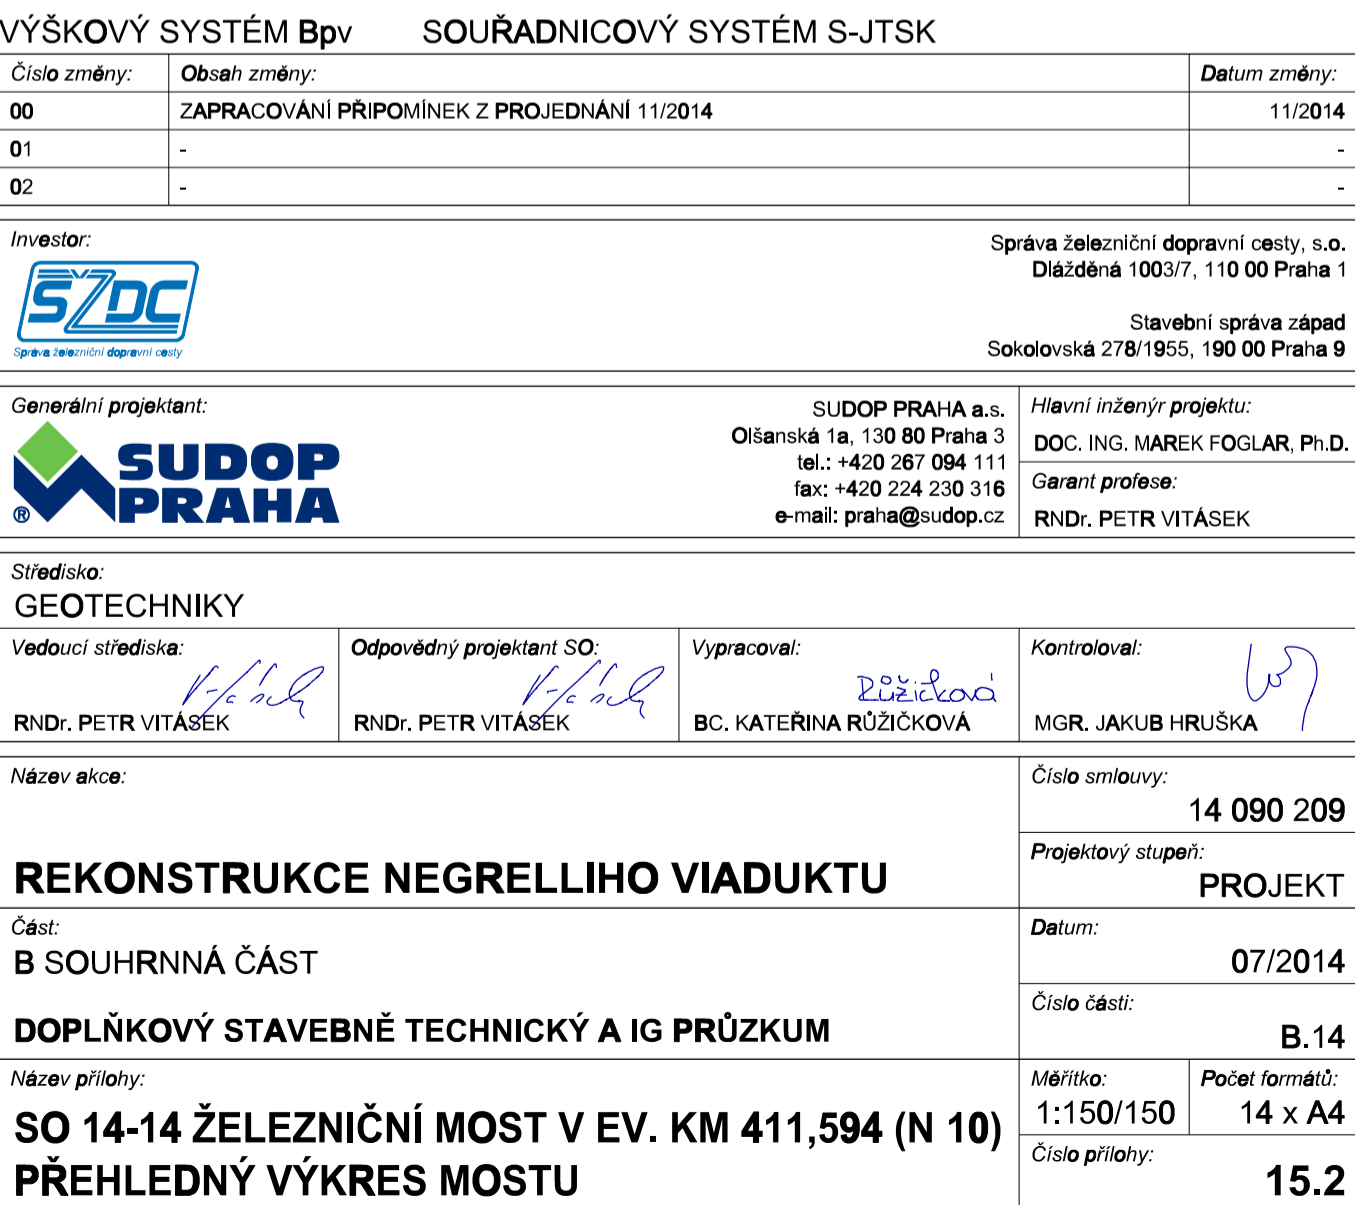 VÝŠKOVÝ SYSTÉM Bpv SOUŘADNICOVÝ SYSTÉM S-JTSK
Číslo změny: Obsah změny: Datum změny:
00 ZAPRACOVÁNÍ PŘIPOMÍNEK Z PROJEDNÁNÍ 11/2014 11/2014
01 - -
02 - -
Investor:
SŽDC
Správa železniční dopravní cesty
Správa železniční dopravní cesty, s.o.
Dlážděná 1003/7, 110 00 Praha 1
Stavební správa západ
Sokolovská 278/1955, 190 00 Praha 9
Generální projektant:
SUDOP
PRAHA
®
SUDOP PRAHA a.s.
Olšanská 1a, 130 80 Praha 3
tel.: +420 267 094 111
fax: +420 224 230 316
e-mail: praha@sudop.cz
Hlavní inženýr projektu:
DOC. ING. MAREK FOGLAR, Ph.D.
Garant profese:
RNDr. PETR VITÁSEK
Středisko:
GEOTECHNIKY
Vedoucí střediska:
RNDr. PETR VITÁSEK
Odpovědný projektant SO:
RNDr. PETR VITÁSEK
Vypracoval:
Růžičková
BC. KATEŘINA RŮŽIČKOVÁ
Kontroloval:
MGR. JAKUB HRUŠKA
Název akce:
REKONSTRUKCE NEGRELLIHO VIADUKTU
Číslo smlouvy:
14 090 209
Projektový stupeň:
PROJEKT
Část:
B SOUHRNNÁ ČÁST
DOPLŇKOVÝ STAVEBNĚ TECHNICKÝ A IG PRŮZKUM
Datum:
07/2014
Číslo části:
B.14
Název přílohy:
SO 14-14 ŽELEZNIČNÍ MOST V EV. KM 411,594 (N 10)
PŘEHLEDNÝ VÝKRES MOSTU
Měřítko:
1:150/150
Počet formátů:
14 x A4
Číslo přílohy:
15.2